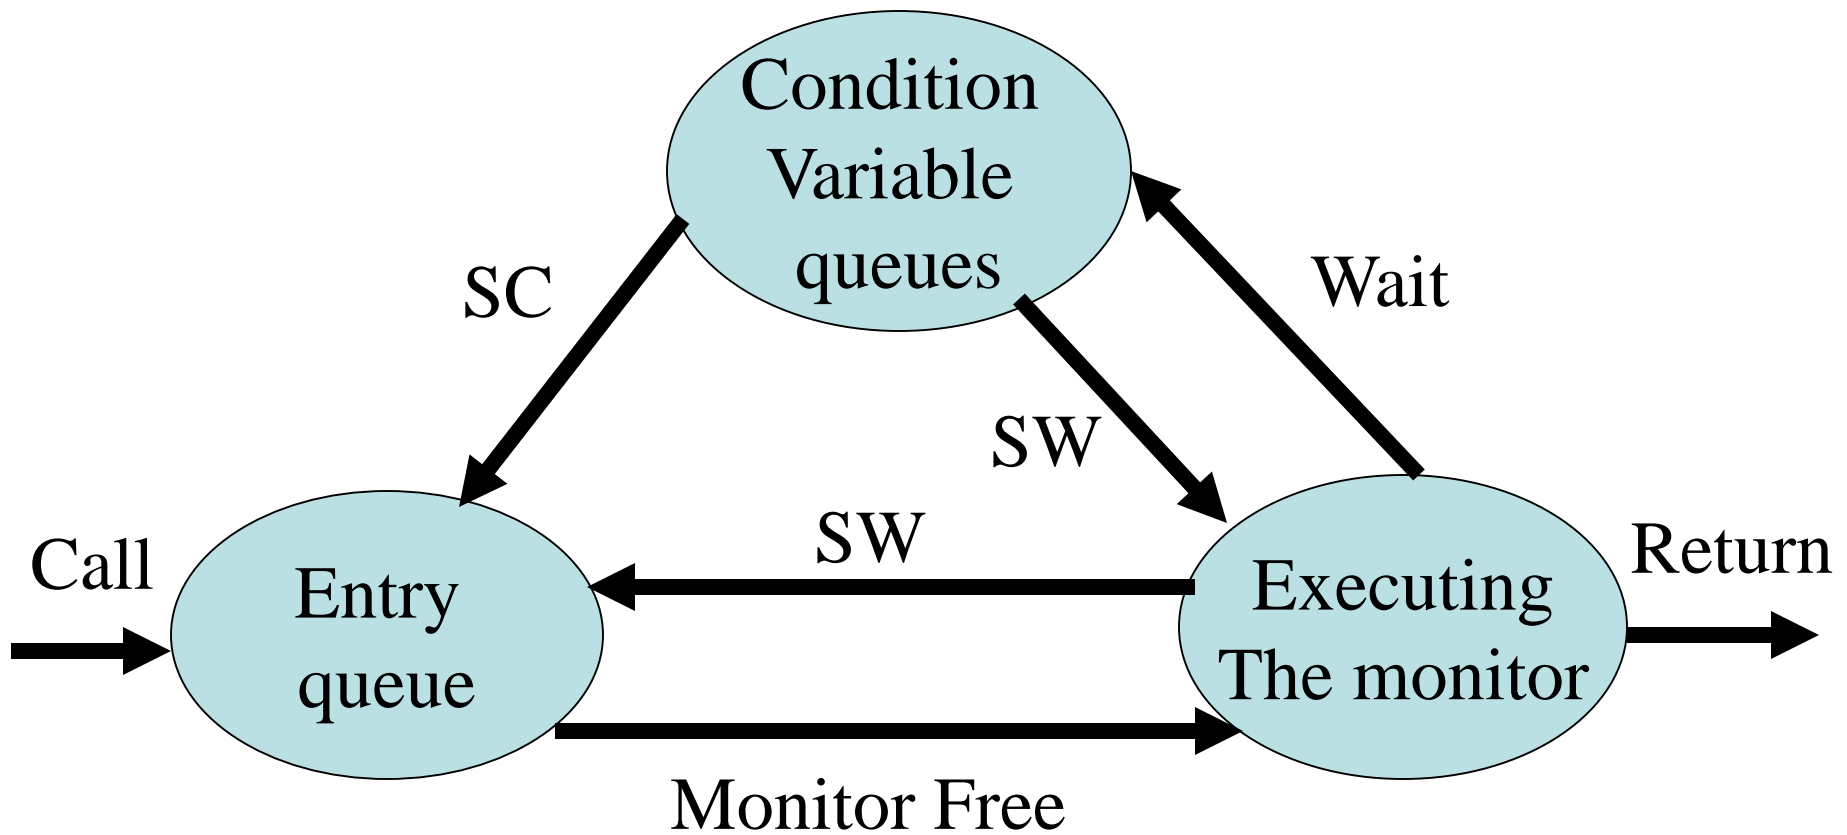 Condition
Variable
queues
SC
Wait
SW
SW
Call
Entry
queue
Executing
The monitor
Return
Monitor Free